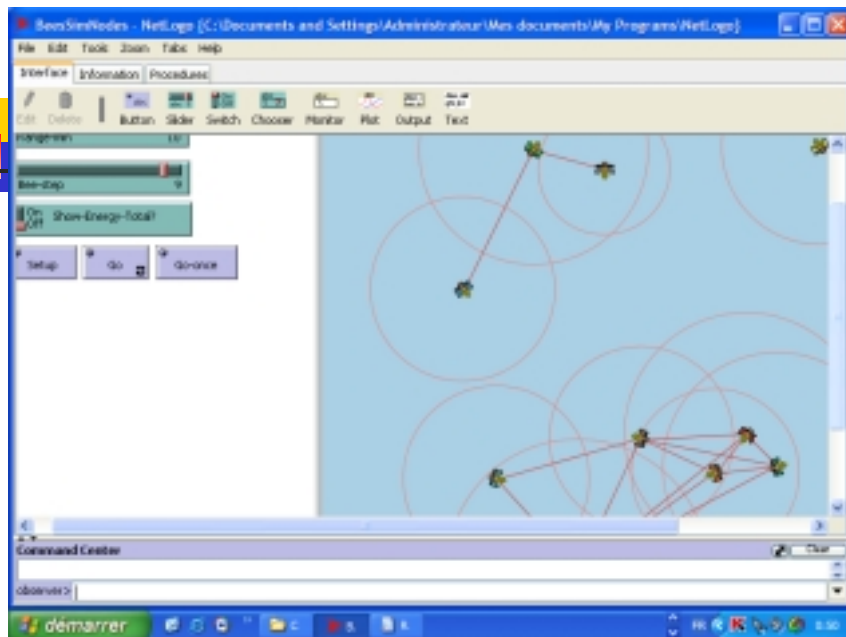 BeesSimNodes - NetLogo {C:\Documents and Settings\Administrateur\Mes documents\My Programs\NetLogo}
File Edit Tools Zoom Tabs Help
Interface Information Procedures
Edit Delete Button Slider Switch Chooser Monitor Plot Output Text
Bee-step 9
On
Off Show-Energy-Total?
Setup Go Go-once
Command Center Clear
observer>
démarrer FR